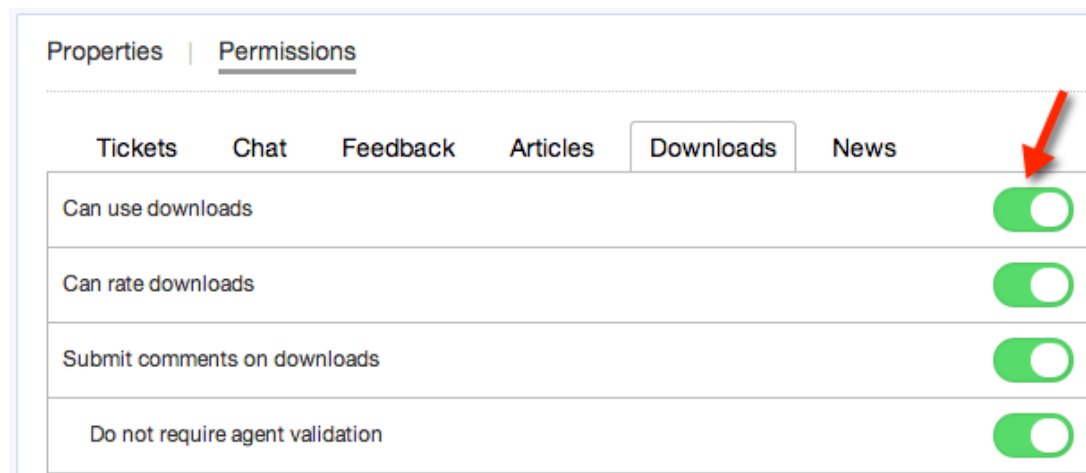 Properties | Permissions
Tickets Chat Feedback Articles Downloads News
Can use downloads
Can rate downloads
Submit comments on downloads
Do not require agent validation